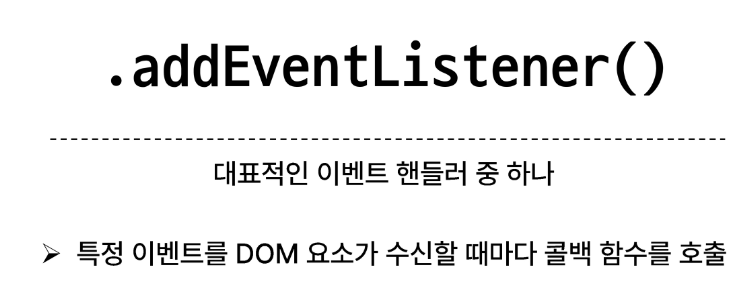 .addEventListener()
대표적인 이벤트 핸들러 중 하나
➢ 특정 이벤트를 DOM 요소가 수신할 때마다 콜백 함수를 호출